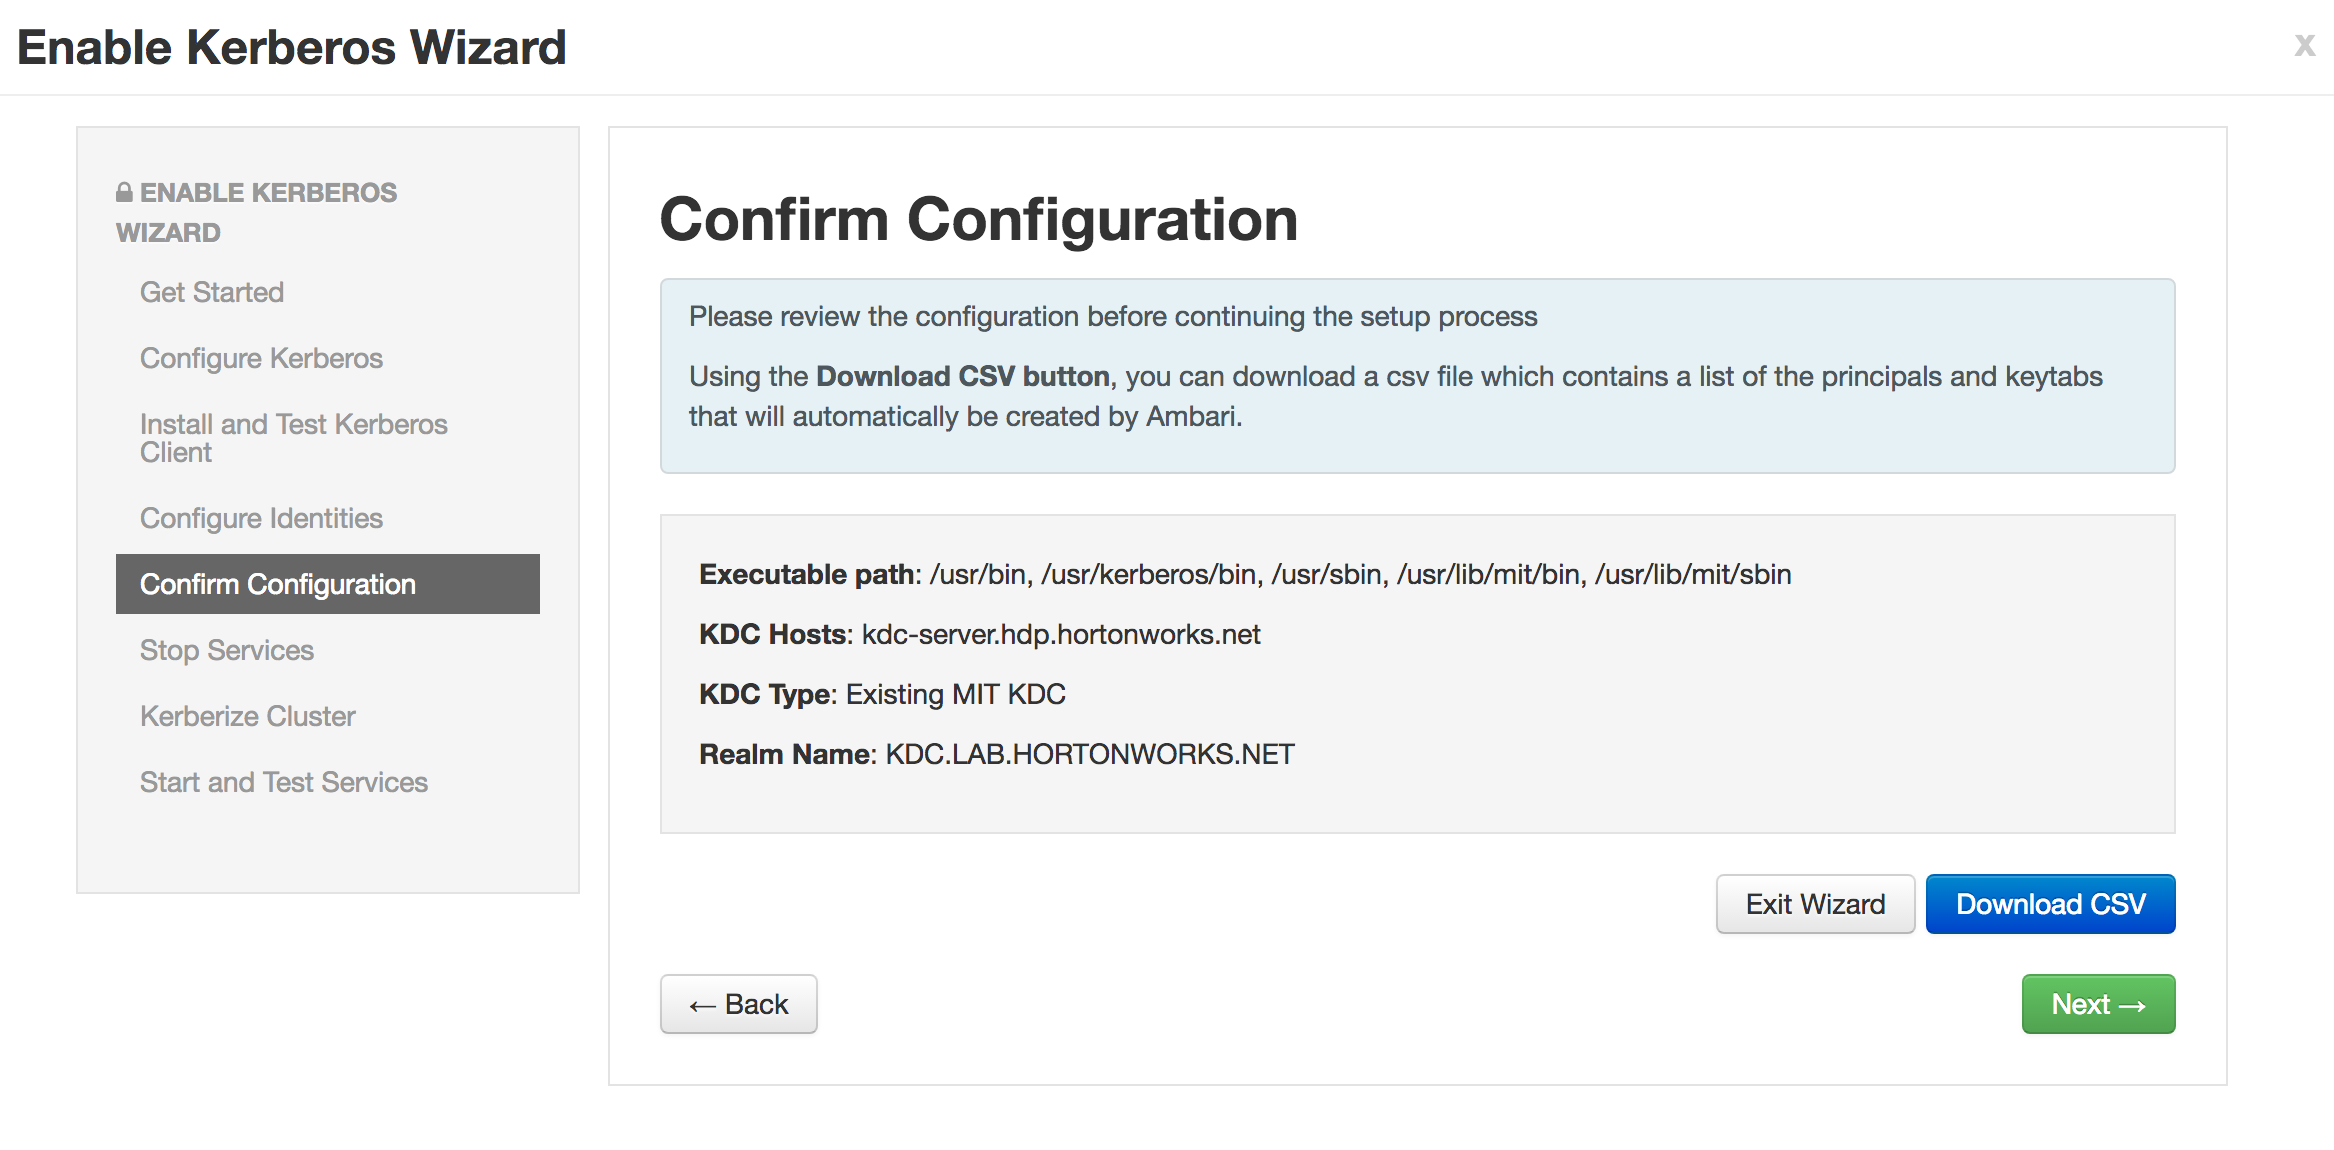 Enable Kerberos Wizard
x
ENABLE KERBEROS
WIZARD
Get Started
Configure Kerberos
Install and Test Kerberos
Client
Configure Identities
Confirm Configuration
Stop Services
Kerberize Cluster
Start and Test Services
Confirm Configuration
Please review the configuration before continuing the setup process
Using the Download CSV button, you can download a csv file which contains a list of the principals and keytabs
that will automatically be created by Ambari.
Executable path: /usr/bin, /usr/kerberos/bin, /usr/sbin, /usr/lib/mit/bin, /usr/lib/mit/sbin
KDC Hosts: kdc-server.hdp.hortonworks.net
KDC Type: Existing MIT KDC
Realm Name: KDC.LAB.HORTONWORKS.NET
Exit Wizard
Download CSV
← Back
Next →